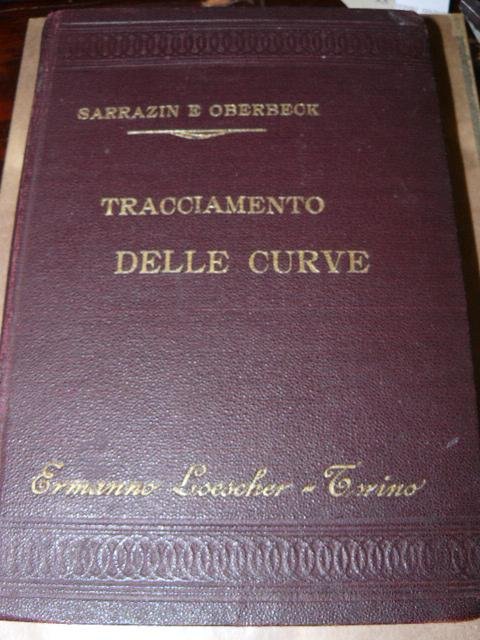 SARRAZIN E OBERBECK
TRACCIAMENTO
DELLE CURVE
Ermanno Loescher - Torino